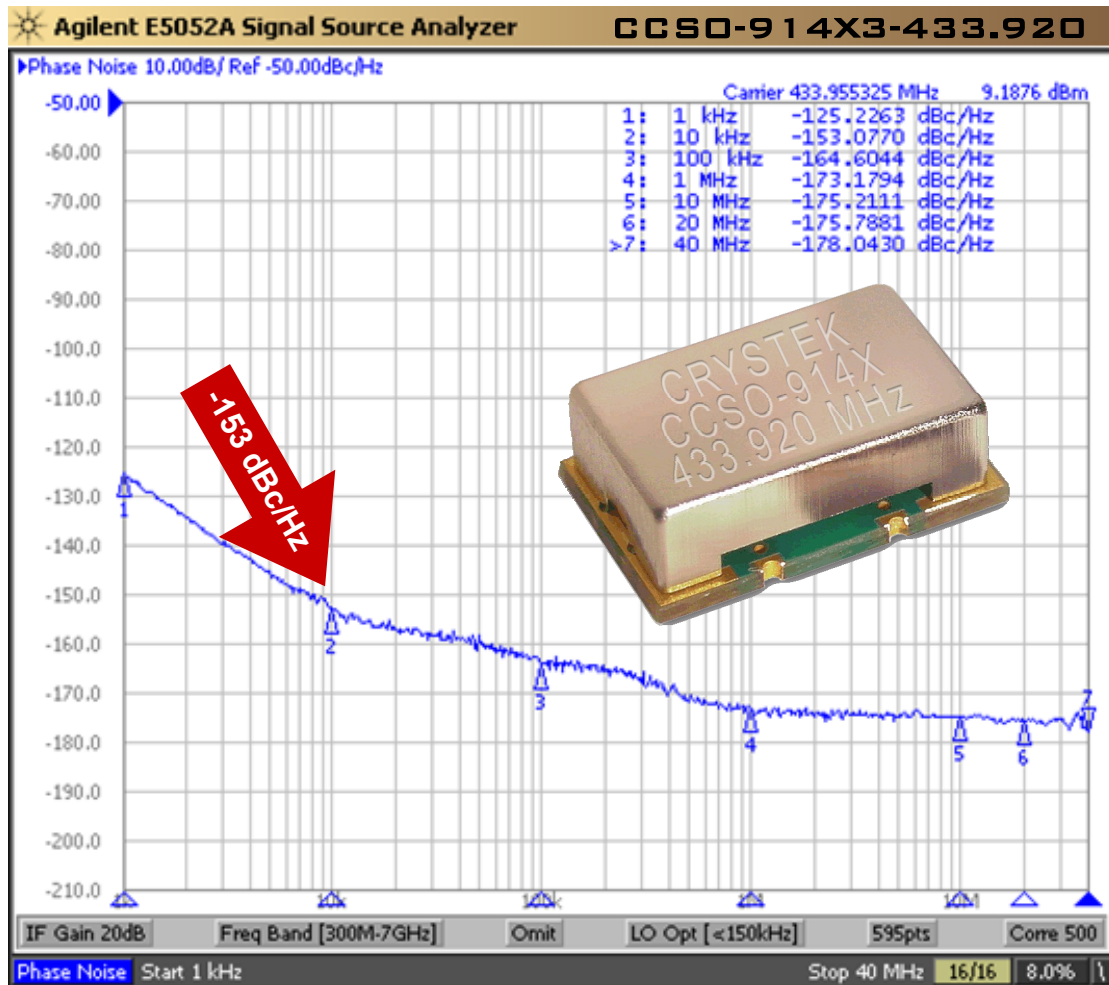 Agilent E5052A Signal Source Analyzer CCSO-914X3-433.920
Phase Noise 10.00dB/ Ref -50.00dBc/Hz
Carrier 433.955325 MHz 9.1876 dBm
1: 1 kHz -125.2263 dBc/Hz
2: 10 kHz -153.0770 dBc/Hz
3: 100 kHz -164.6044 dBc/Hz
4: 1 MHz -173.1794 dBc/Hz
5: 10 MHz -175.2111 dBc/Hz
6: 20 MHz -175.7881 dBc/Hz
>7: 40 MHz -178.0430 dBc/Hz
-50.00
-60.00
-70.00
-80.00
-90.00
-100.0
-110.0
-120.0
-130.0
-140.0
-150.0
-160.0
-170.0
-180.0
-190.0
-200.0
-210.0
-153 dBc/Hz
CRYSTEK
CCSO-914X
433.920 MHz
1
2
3
4
5
6
7
10k
100k
10M
IF Gain 20dB Freq Band [300M-7GHz] Omit LO Opt [<150kHz] 595pts Corre 500
Phase Noise Start 1 kHz Stop 40 MHz 16/16 8.0%